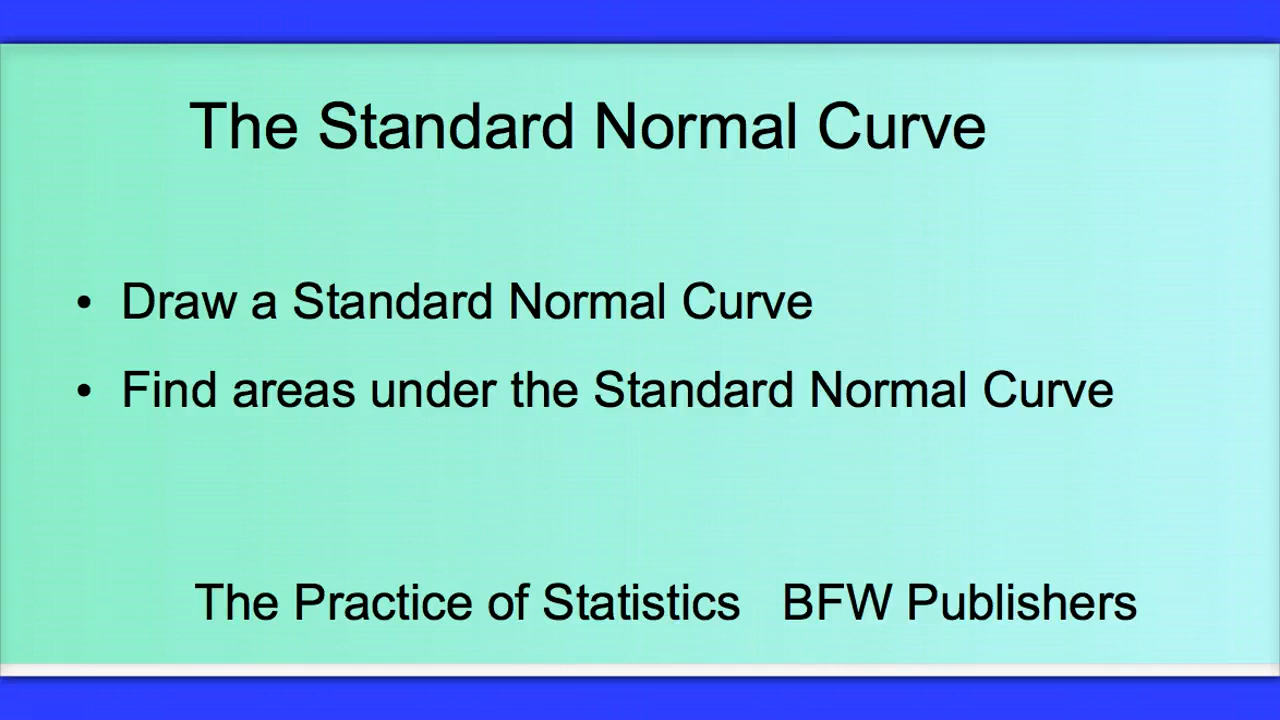 The Standard Normal Curve
• Draw a Standard Normal Curve
• Find areas under the Standard Normal Curve
The Practice of Statistics BFW Publishers